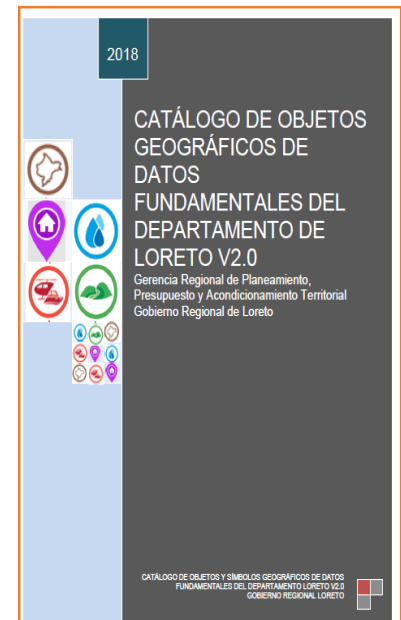 2018
CATÁLOGO DE OBJETOS
GEOGRÁFICOS DE
DATOS
FUNDAMENTALES DEL
DEPARTAMENTO DE
LORETO V2.0
Gerencia Regional de Planeamiento,
Presupuesto y Acondicionamiento Territorial
Gobierno Regional de Loreto
CATÁLOGO DE OBJETOS Y SÍMBOLOS GEOGRÁFICOS DE DATOS
FUNDAMENTALES DEL DEPARTAMENTO LORETO V2.0
GOBIERNO REGIONAL LORETO